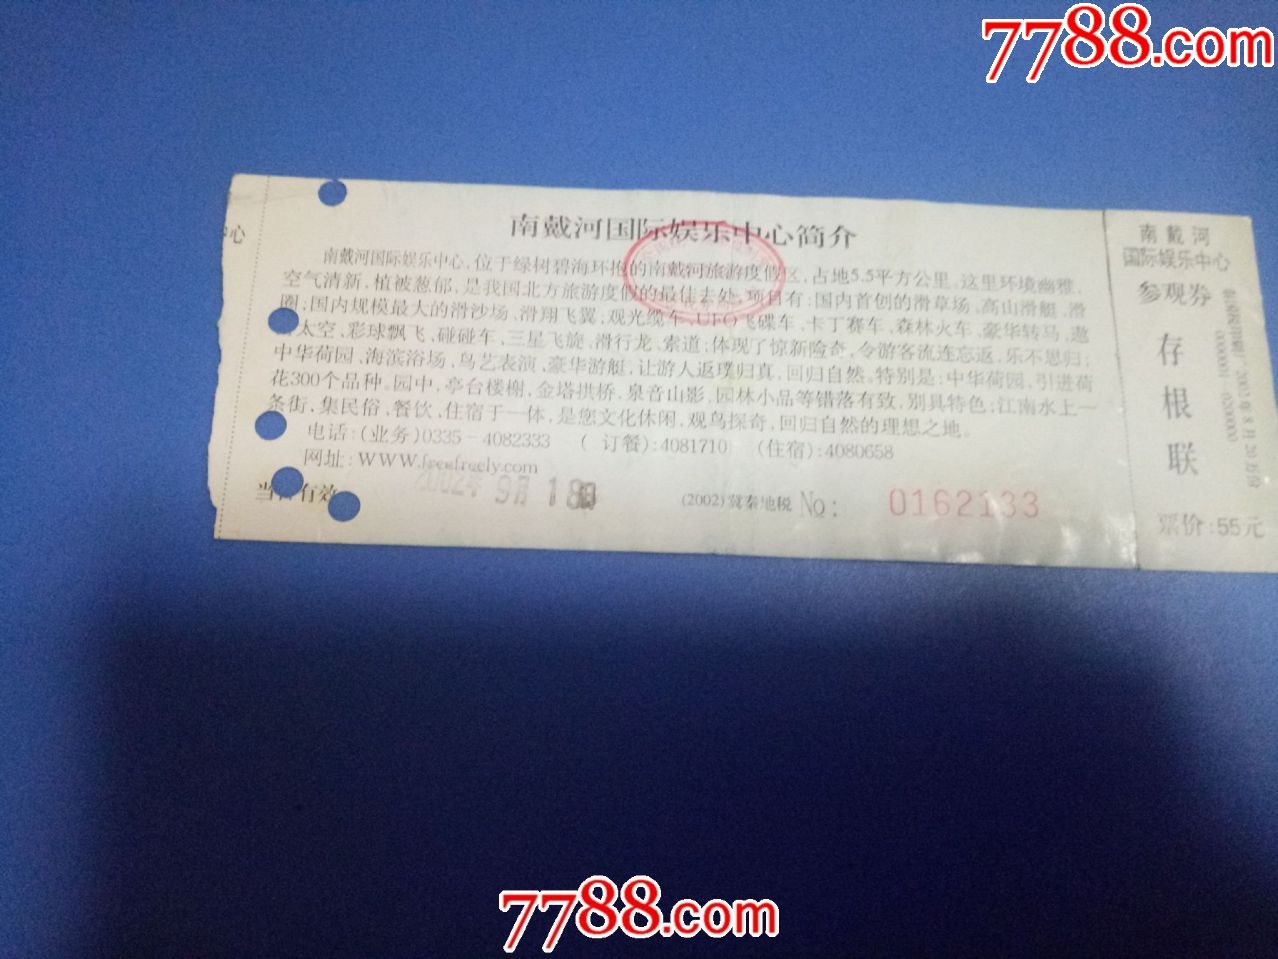 7788.com
中心
南戴河国际娱乐中心简介
南戴河国际娱乐中心，位于绿树碧海环抱的南戴河旅游度假区，占地5.5平方公里。这里环境幽雅，
空气清新，植被葱郁，是我国北方旅游度假的最佳去处。项目有：国内首创的滑草场、高山滑艇、滑
圈；国内规模最大的滑沙场、滑翔飞翼；观光缆车、UFO飞碟车、卡丁赛车、森林火车、豪华转马、遨
太空、彩球飘飞、碰碰车、三星飞旋、滑行龙、索道；体现了惊新险奇，令游客流连忘返，乐不思归；
中华荷园、海滨浴场、鸟艺表演、豪华游艇，让游人返璞归真，回归自然。特别是：中华荷园，引进荷
花300个品种。园中，亭台楼榭，金塔拱桥，泉音山影，园林小品等错落有致，别具特色；江南水上一
条街，集民俗、餐饮、住宿于一体，是您文化休闲，观鸟探奇，回归自然的理想之地。
电话：(业务)0335－4082333 (订餐):4081710 (住宿):4080658
网址：WWW.freefreely.com
当日有效
2002年9月18日
(2002)冀秦地税 No: 0162133
南戴河
国际娱乐中心
参观券
存根联
票价:55元
7788.com